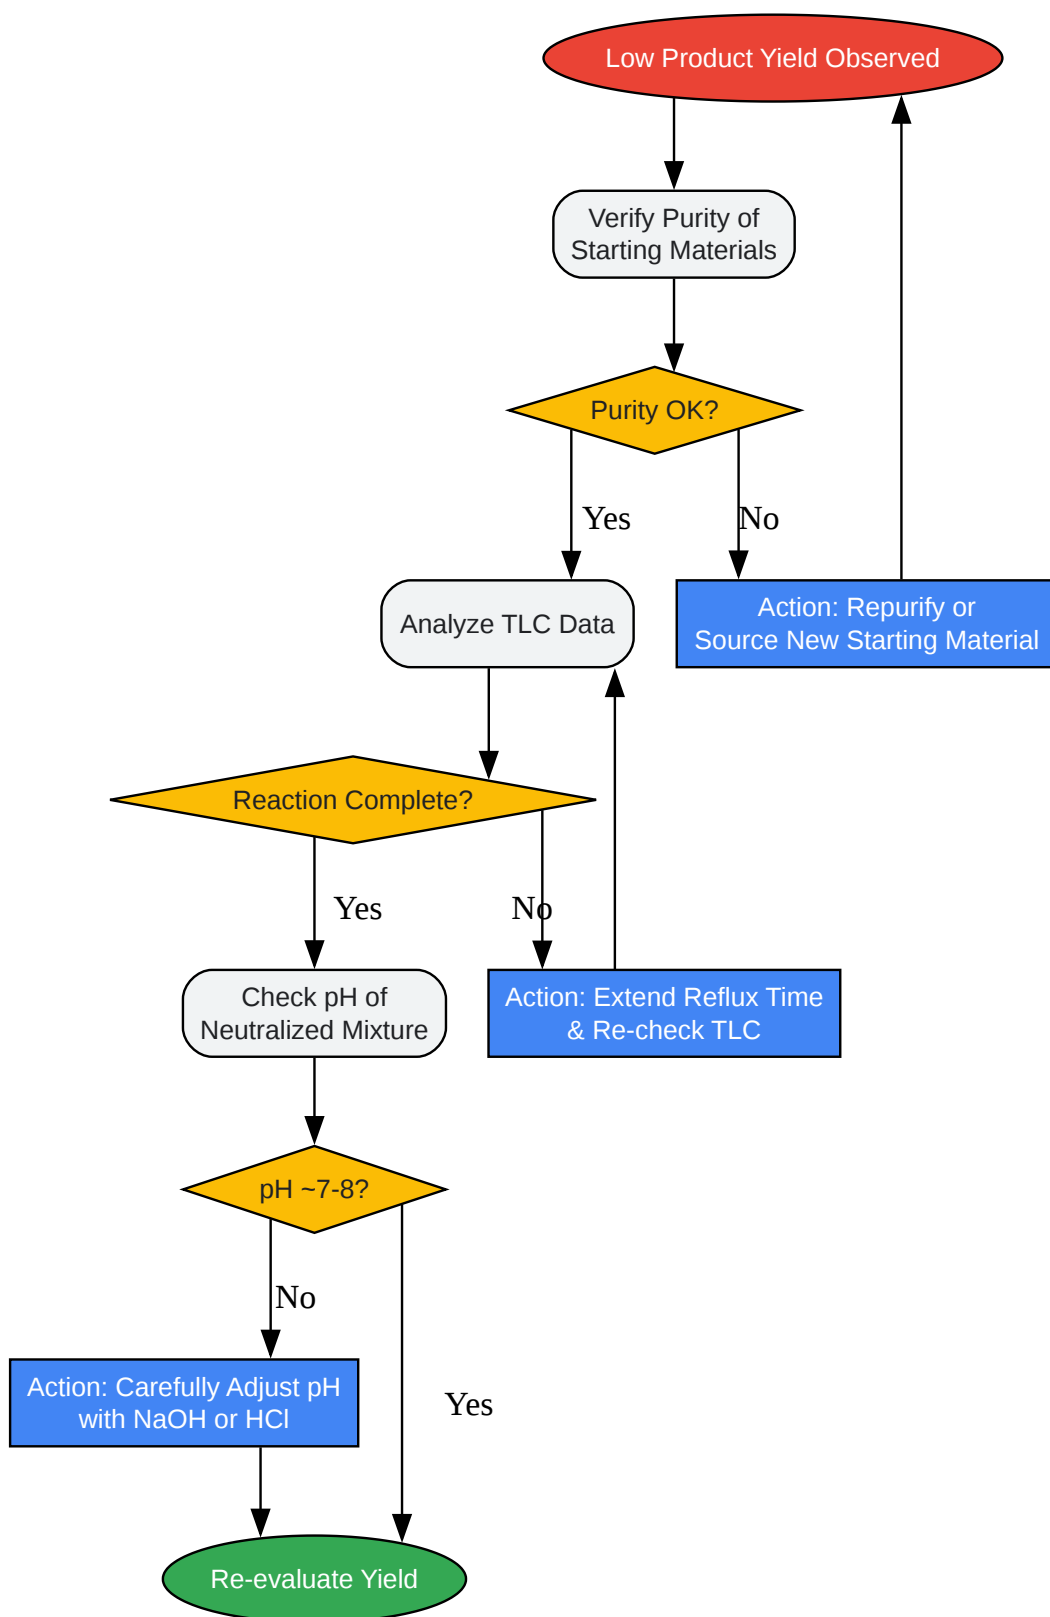 Low Product Yield Observed
Verify Purity of
Starting Materials
Purity OK?
Yes
No
Analyze TLC Data
Action: Repurify or
Source New Starting Material
Reaction Complete?
Yes
No
Check pH of
Neutralized Mixture
Action: Extend Reflux Time
& Re-check TLC
pH ~7-8?
No
Action: Carefully Adjust pH
with NaOH or HCl
Yes
Re-evaluate Yield